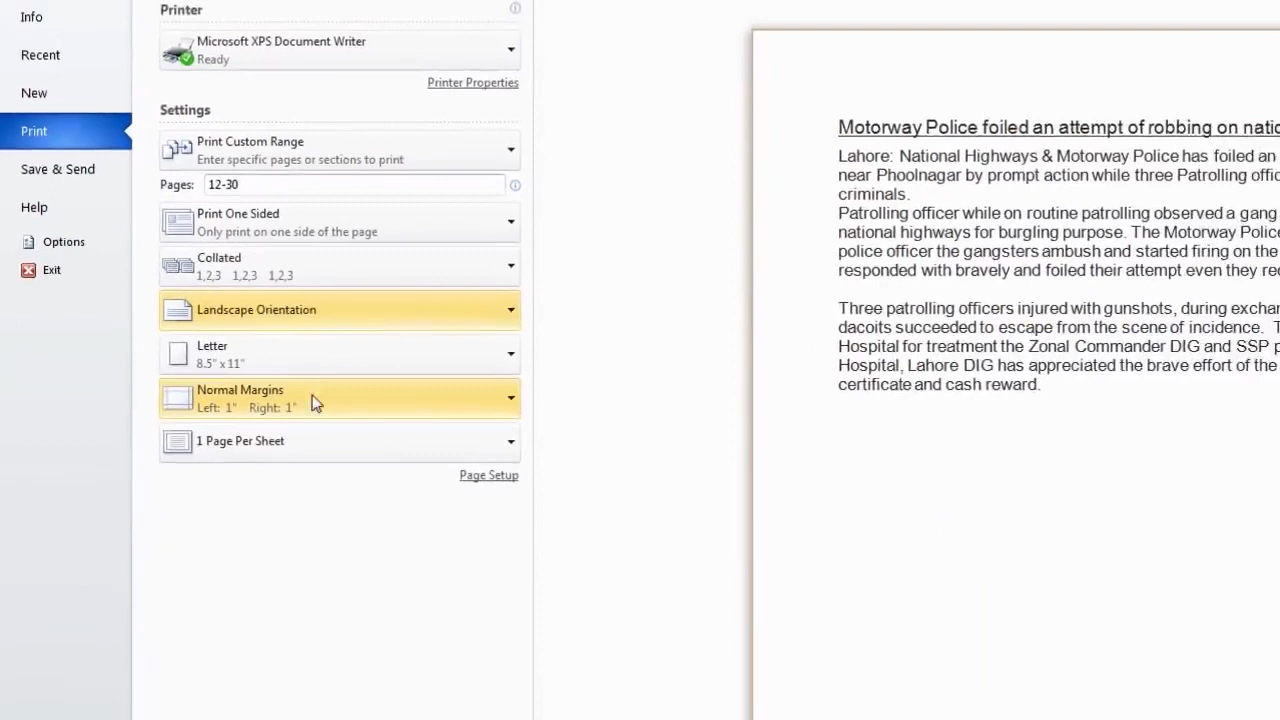 Info
Recent
New
Print
Save & Send
Help
Options
Exit
Printer
Microsoft XPS Document Writer
Ready
Printer Properties
Settings
Print Custom Range
Enter specific pages or sections to print
Pages: 12-30
Print One Sided
Only print on one side of the page
Collated
1,2,3 1,2,3 1,2,3
Landscape Orientation
Letter
8.5" x 11"
Normal Margins
Left: 1" Right: 1"
1 Page Per Sheet
Page Setup
Motorway Police foiled an attempt of robbing on
Lahore: National Highways & Motorway Police has foiled an
near Phoolnagar by prompt action while three Patrolling
criminals.
Patrolling officer while on routine patrolling observed a gang
national highways for burgling purpose. The Motorway
police officer the gangsters ambush and started firing on the
responded with bravely and foiled their attempt even they
Three patrolling officers injured with gunshots, during
dacoits succeeded to escape from the scene of incidence.
Hospital for treatment the Zonal Commander DIG and SSP
Hospital, Lahore DIG has appreciated the brave effort of the
certificate and cash reward.